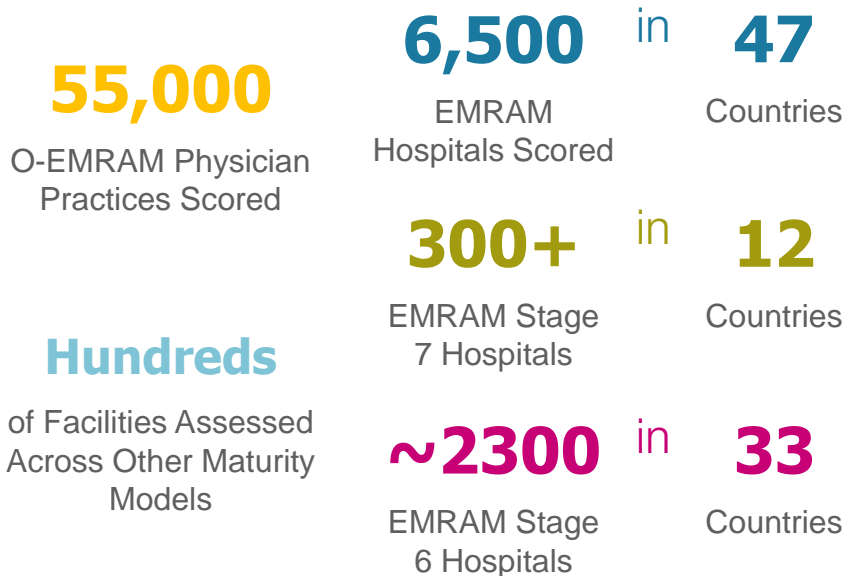 55,000
O-EMRAM Physician
Practices Scored
Hundreds
of Facilities Assessed
Across Other Maturity
Models
6,500 in 47
EMRAM
Hospitals Scored
Countries
300+ in 12
EMRAM Stage
7 Hospitals
Countries
~2300 in 33
EMRAM Stage
6 Hospitals
Countries